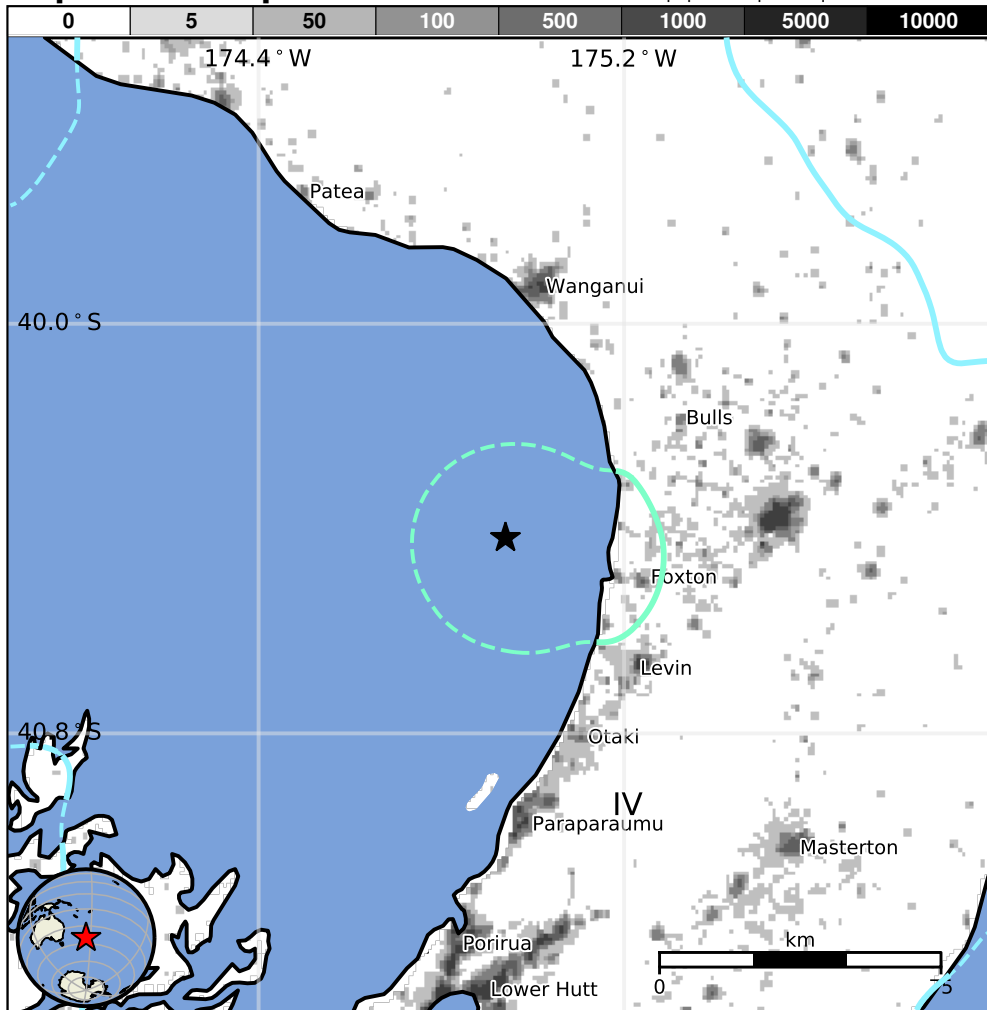 0 5 50 100 500 1000 5000 10000
174.4°W 175.2°W
Patea
Wanganui
40.0°S
Bulls
Foxton
Levin
40.8°S
Otaki
IV
Paraparaumu
Masterton
km
Porirua
0 75
Lower Hutt